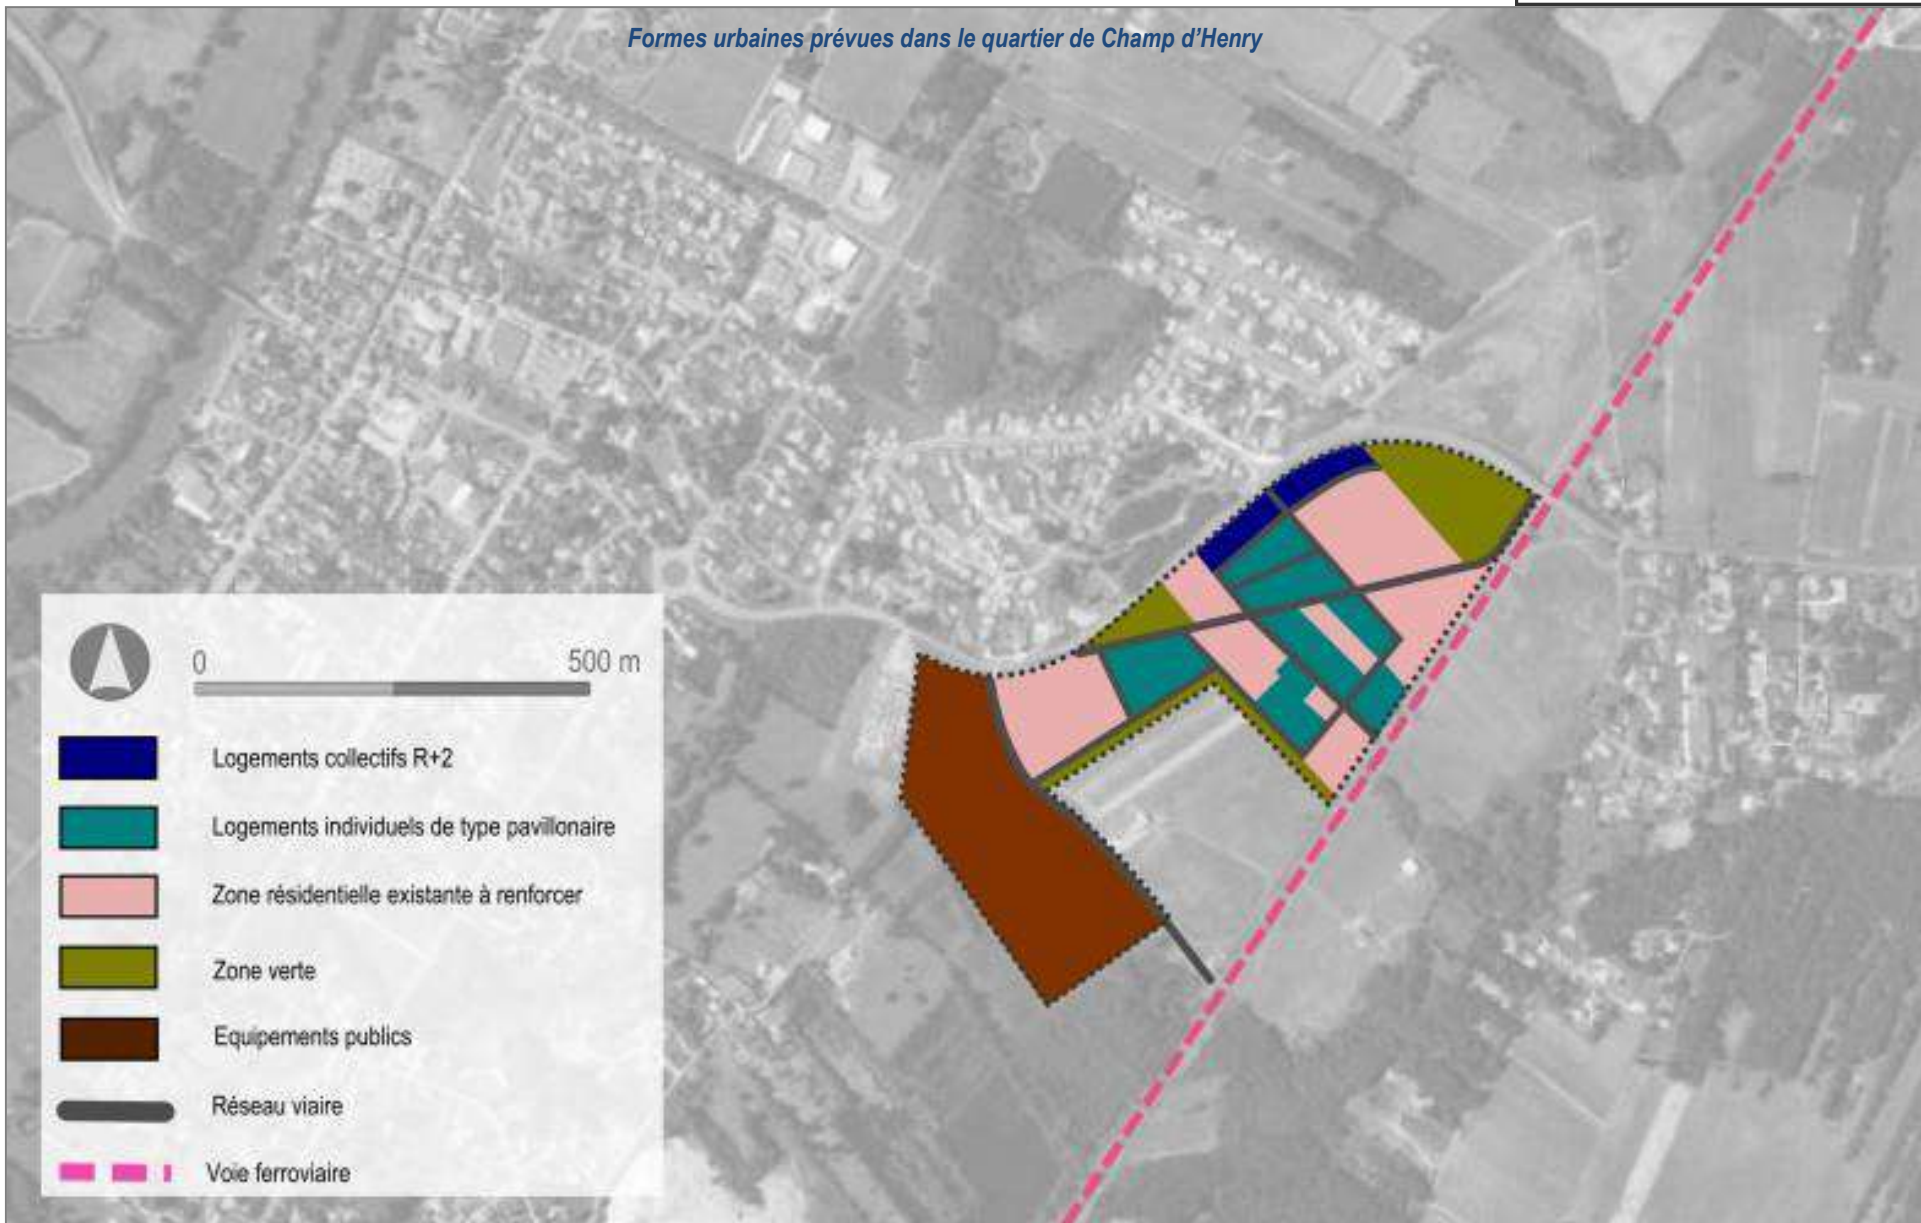 Formes urbaines prévues dans le quartier de Champ d'Henry
0 500 m
Logements collectifs R+2
Logements individuels de type pavillonaire
Zone résidentielle existante à renforcer
Zone verte
Equipements publics
Réseau viaire
Voie ferroviaire